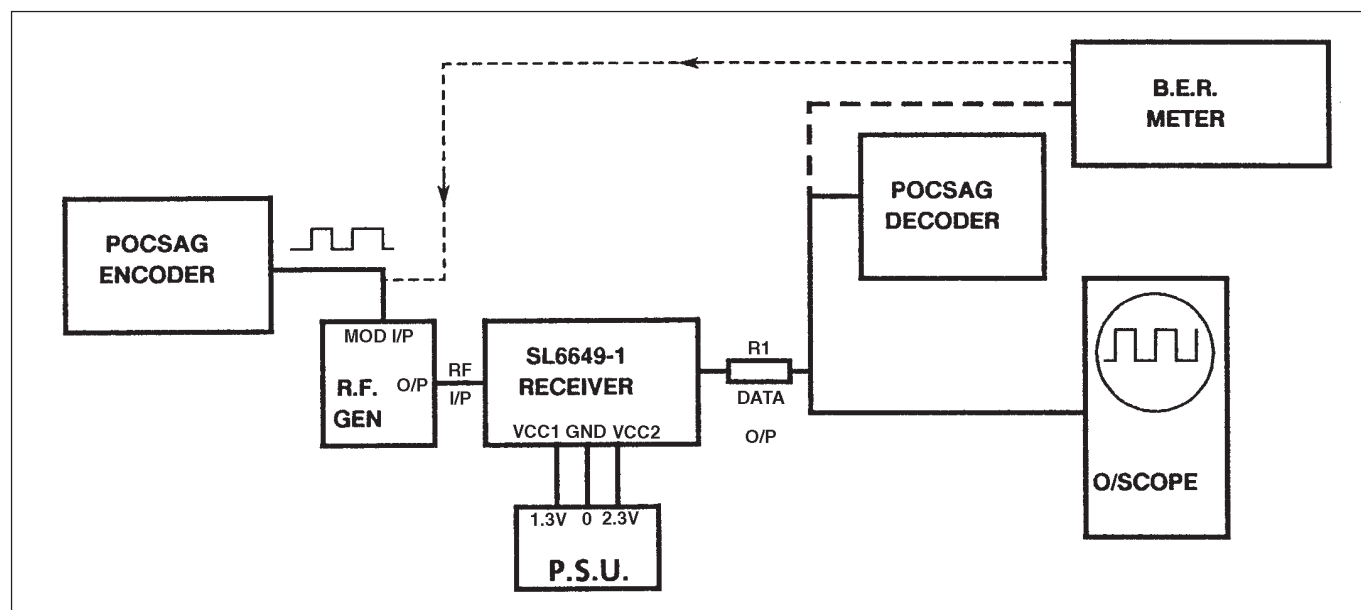 B.E.R.
METER
POCSAG
DECODER
POCSAG
ENCODER
MOD I/P
R.F.
GEN
O/P
RF
I/P
SL6649-1
RECEIVER
VCC1 GND VCC2
R1
DATA
O/P
O/SCOPE
1.3V 0 2.3V
P.S.U.